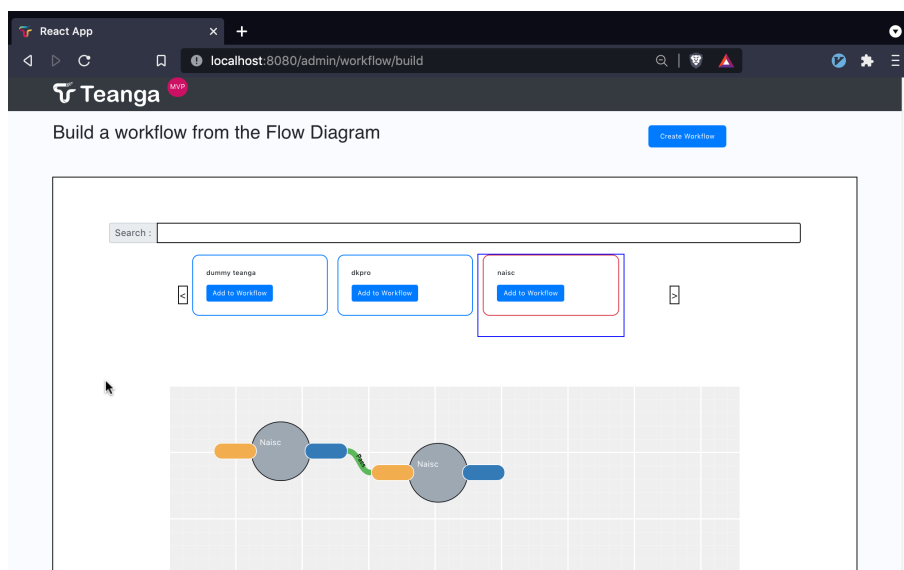 React App
localhost:8080/admin/workflow/build
Teanga MVP
Build a workflow from the Flow Diagram
Create Workflow
Search :
dummy teanga
dkpro
naisc
< Add to Workflow
Add to Workflow
Add to Workflow >
Naisc
Pass
Naisc